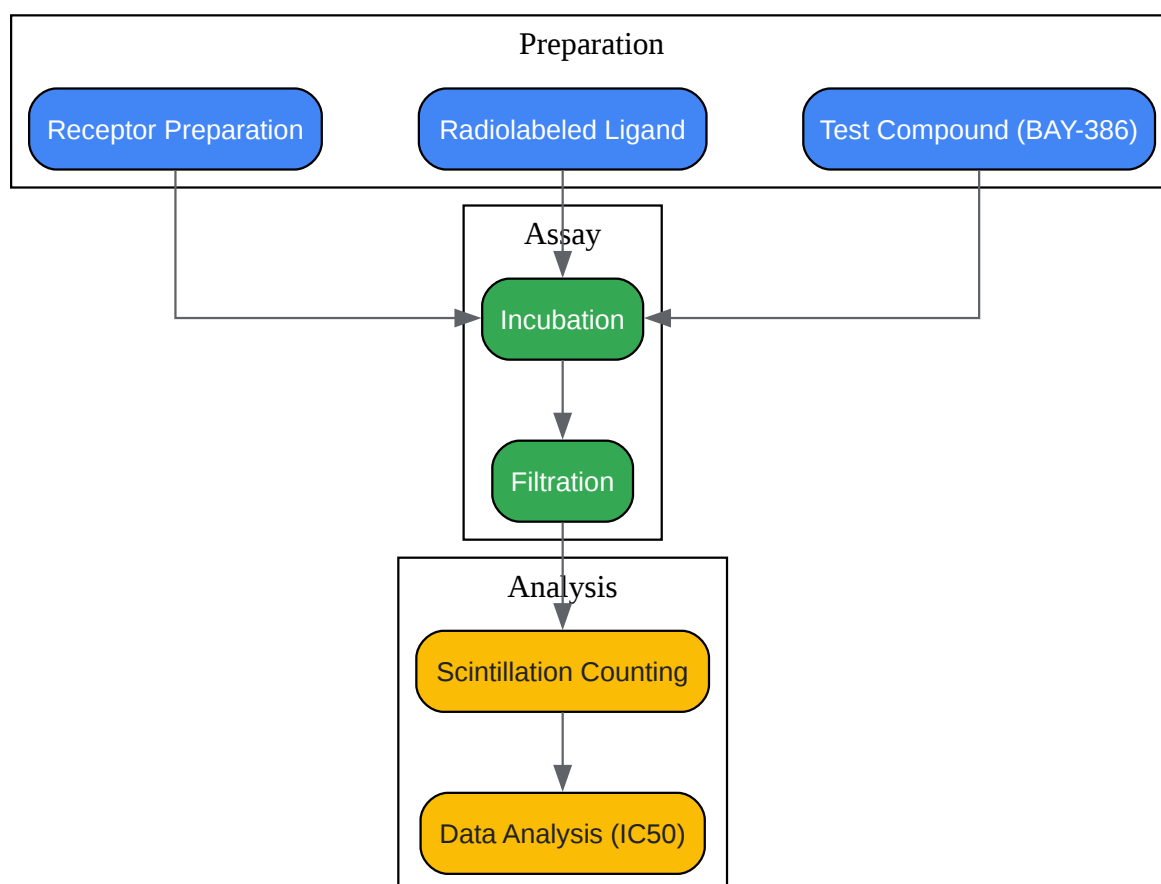 Preparation
Receptor Preparation
Radiolabeled Ligand
Test Compound (BAY-386)
Assay
Incubation
Filtration
Analysis
Scintillation Counting
Data Analysis (IC50)